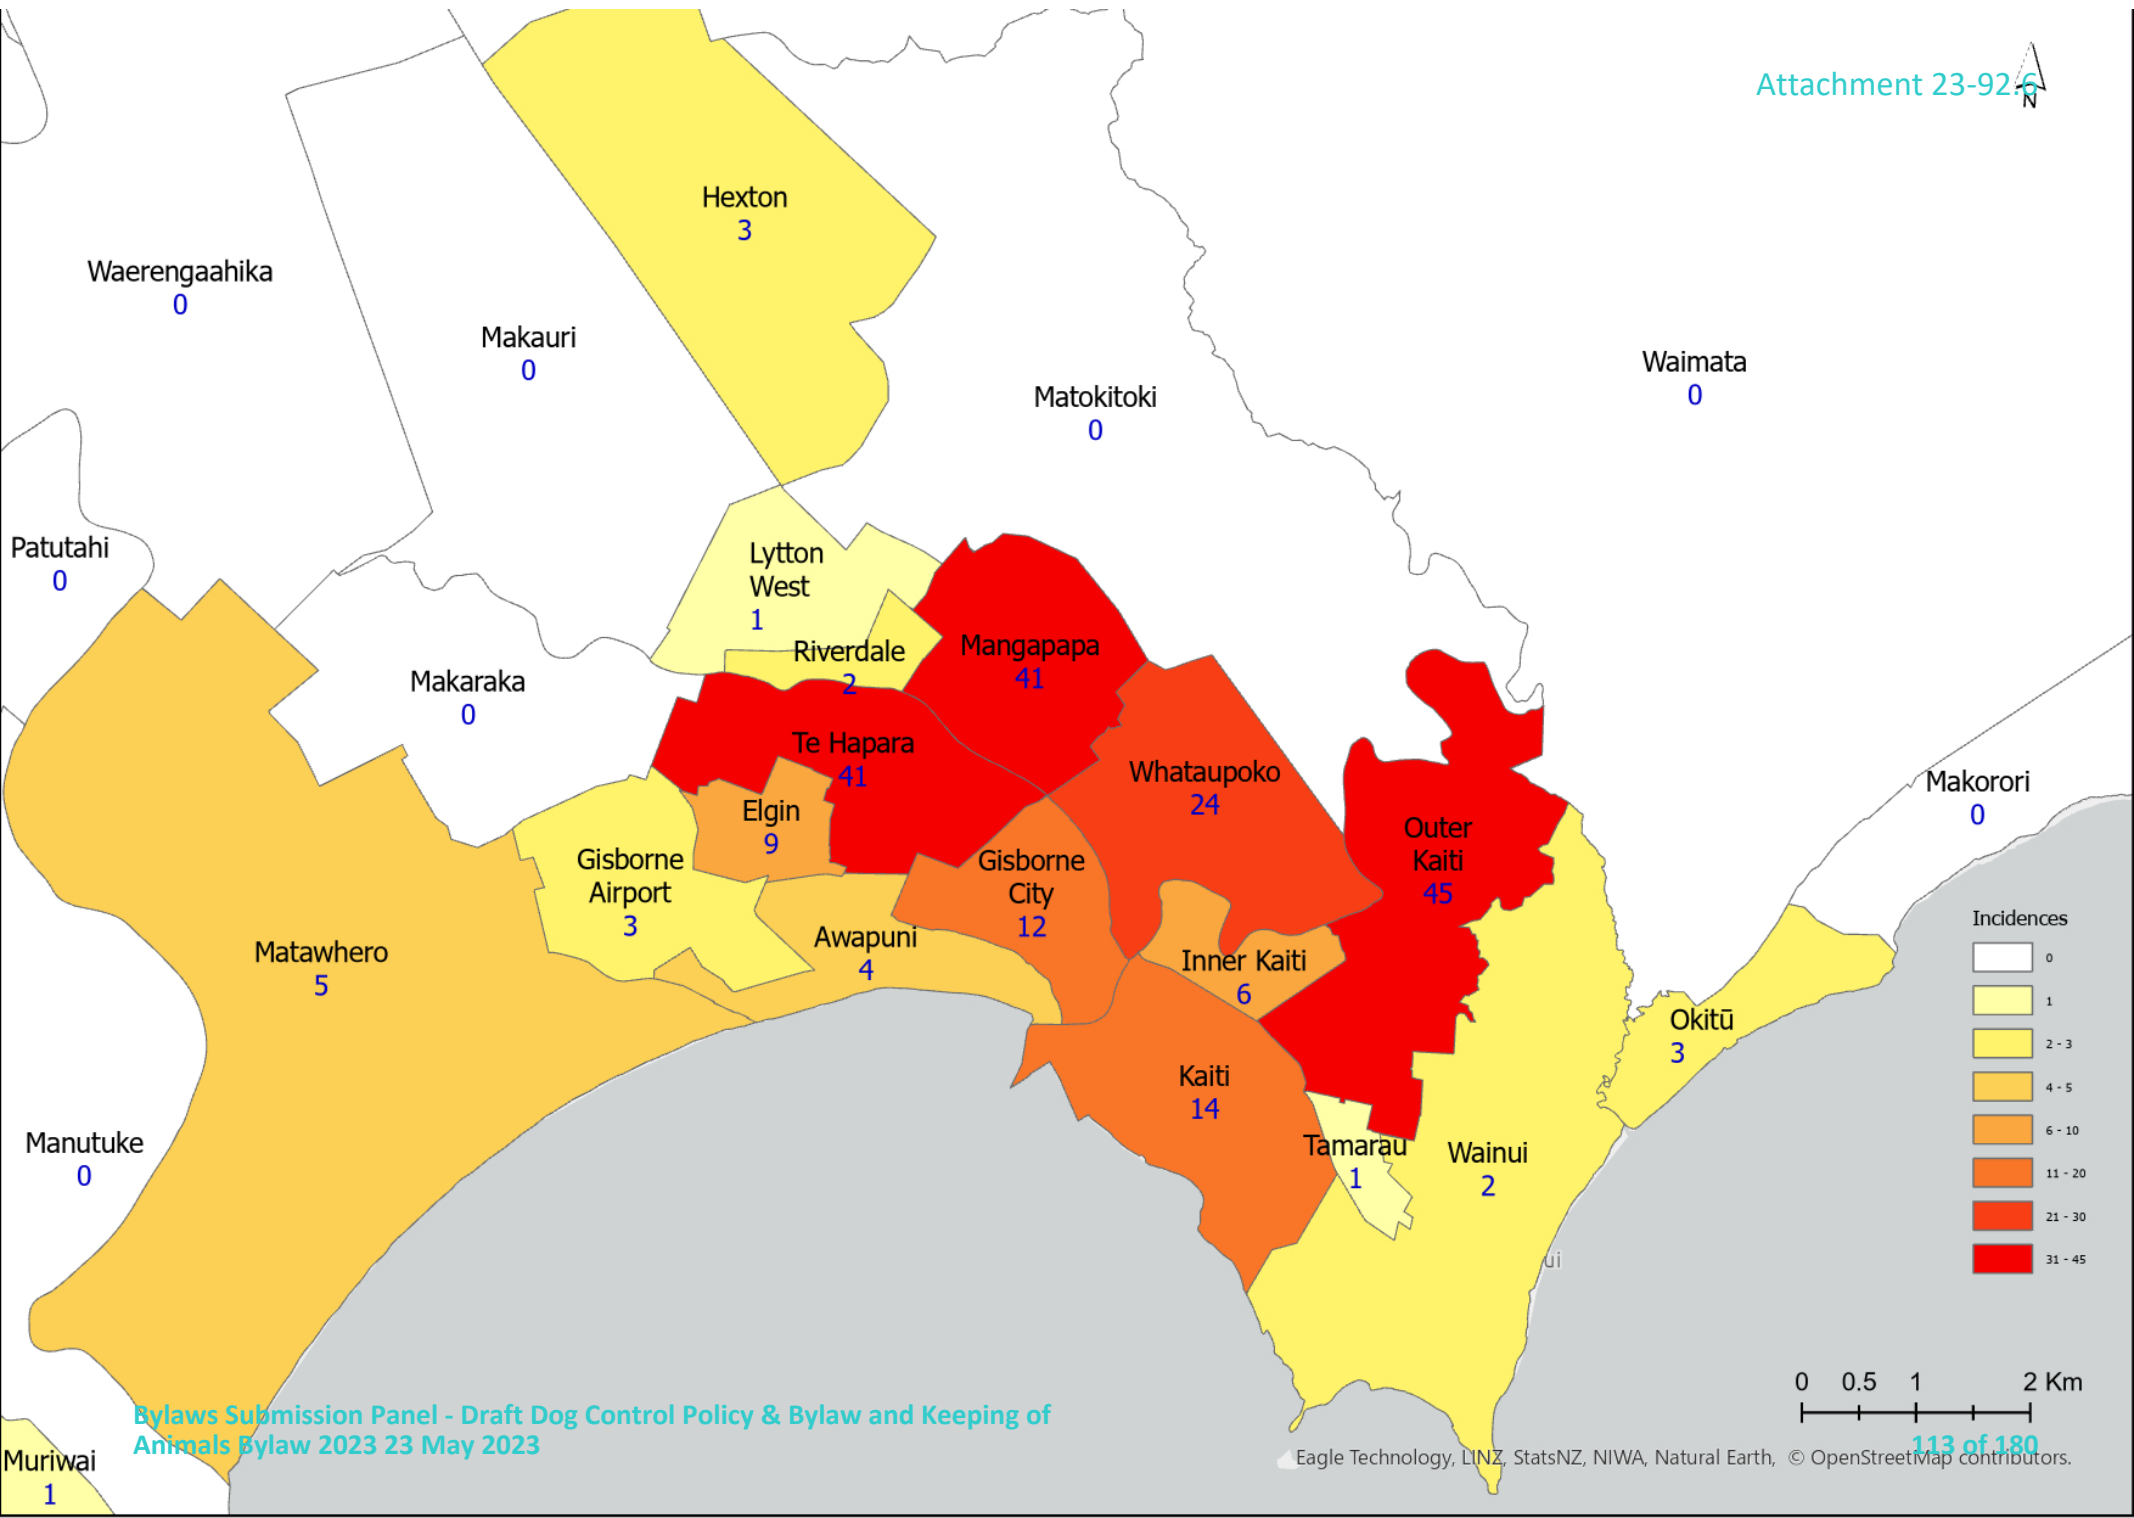 Attachment 23-92.6
N
Hexton
3
Waerengaahika
0
Makauri
0
Waimata
0
Matokitoki
0
Patutahi
0
Lytton
West
1
Riverdale
2
Mangapapa
41
Makaraka
0
Te Hapara
41
Whataupoko
24
Makorori
0
Elgin
9
Outer
Kaiti
45
Gisborne
Airport
3
Gisborne
City
12
Awapuni
4
Matawhero
5
Inner Kaiti
6
Okitū
3
Kaiti
14
Manutuke
0
Tamarau
1
Wainui
2
ui
Incidences
0
1
2 - 3
4 - 5
6 - 10
11 - 20
21 - 30
31 - 45
0 0.5 1 2 Km
Bylaws Submission Panel - Draft Dog Control Policy & Bylaw and Keeping of
Animals Bylaw 2023 23 May 2023
113 of 180
Muriwai
1
Eagle Technology, LINZ, StatsNZ, NIWA, Natural Earth, © OpenStreetMap contributors.